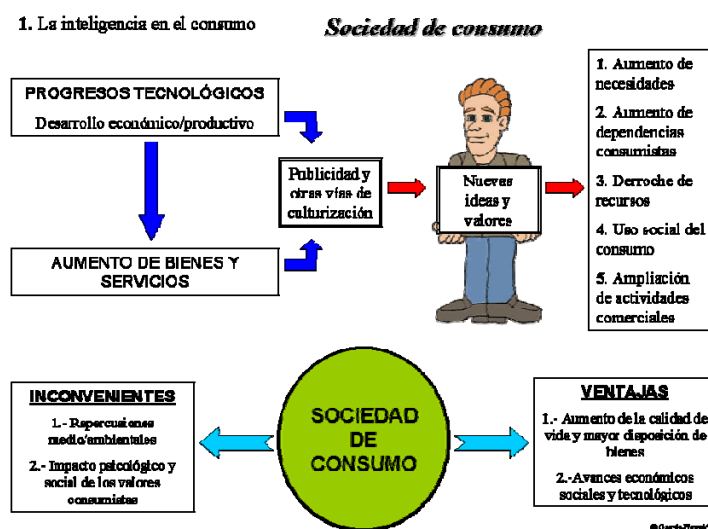 1. La inteligencia en el consumo
Sociedad de consumo
PROGRESOS TECNOLÓGICOS
Desarrollo económico/productivo
AUMENTO DE BIENES Y
SERVICIOS
Publicidad y
otras vías de
culturización
Nuevas
ideas y
valores
1. Aumento de
necesidades
2. Aumento de
dependencias
consumistas
3. Derroche de
recursos
4. Uso social del
consumo
5. Ampliación
de actividades
comerciales
INCONVENIENTES
1.- Repercusiones
medio/ambientales
2.- Impacto psicológico y
social de los valores
consumistas
SOCIEDAD
DE
CONSUMO
VENTAJAS
1.- Aumento de la calidad de
vida y mayor disposición de
bienes
2.-Avances económicos
sociales y tecnológicos